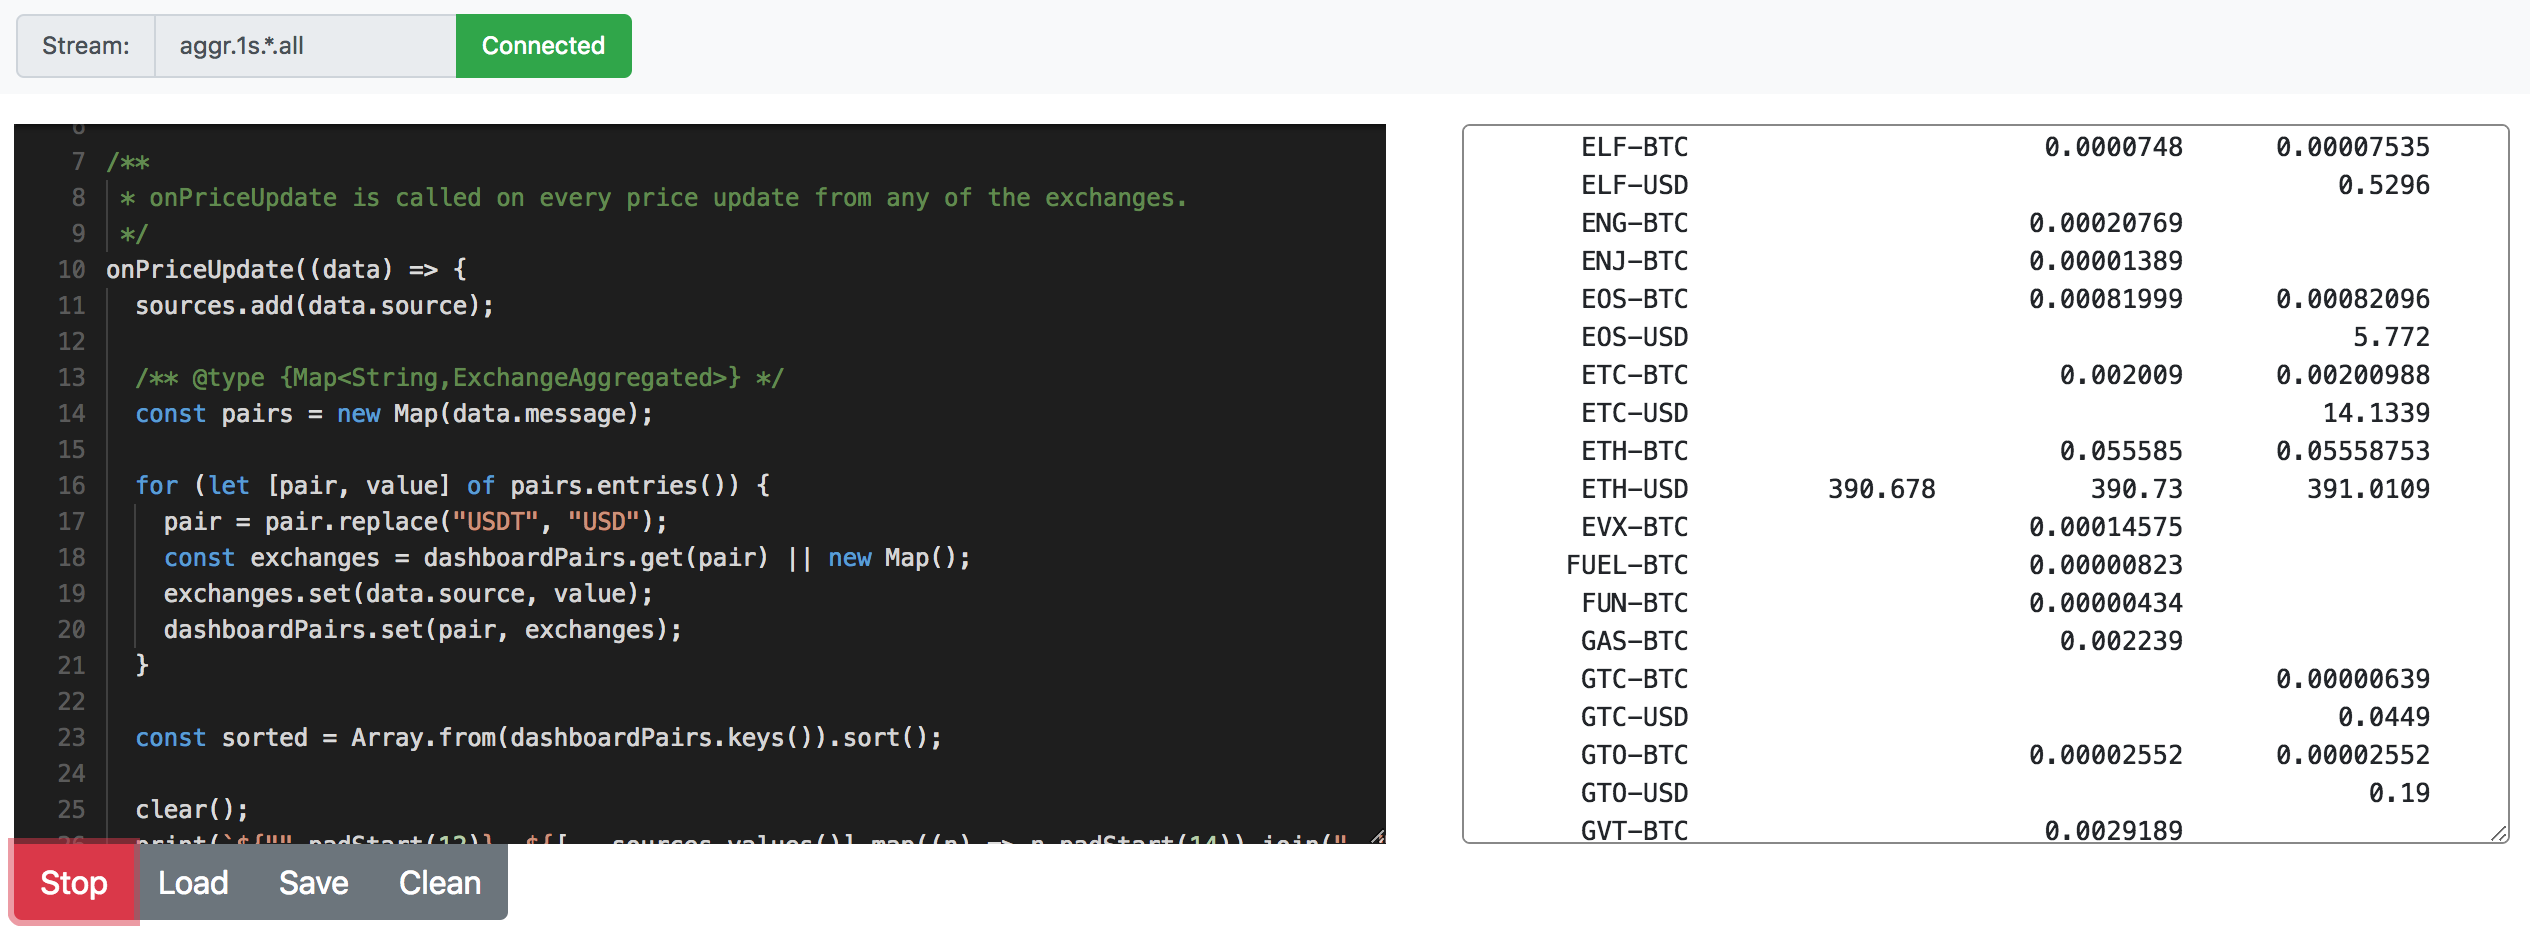 Stream: aggr.1s.*.all Connected
6
7 /**
8 * onPriceUpdate is called on every price update from any of the exchanges.
9 */
10 onPriceUpdate((data) => {
11 sources.add(data.source);
12
13 /** @type {Map<String,ExchangeAggregated>} */
14 const pairs = new Map(data.message);
15
16 for (let [pair, value] of pairs.entries()) {
17 pair = pair.replace("USDT", "USD");
18 const exchanges = dashboardPairs.get(pair) || new Map();
19 exchanges.set(data.source, value);
20 dashboardPairs.set(pair, exchanges);
21 }
22
23 const sorted = Array.from(dashboardPairs.keys()).sort();
24
25 clear();
26 print(`${"".padStart(12)} ${[...sources.values()].map((n) => n.padStart(14)).join("
Stop Load Save Clean
ELF-BTC 0.0000748 0.00007535
ELF-USD 0.5296
ENG-BTC 0.00020769
ENJ-BTC 0.00001389
EOS-BTC 0.00081999 0.00082096
EOS-USD 5.772
ETC-BTC 0.002009 0.00200988
ETC-USD 14.1339
ETH-BTC 0.055585 0.05558753
ETH-USD 390.678 390.73 391.0109
EVX-BTC 0.00014575
FUEL-BTC 0.00000823
FUN-BTC 0.00000434
GAS-BTC 0.002239
GTC-BTC 0.00000639
GTC-USD 0.0449
GTO-BTC 0.00002552 0.00002552
GTO-USD 0.19
GVT-BTC 0.0029189